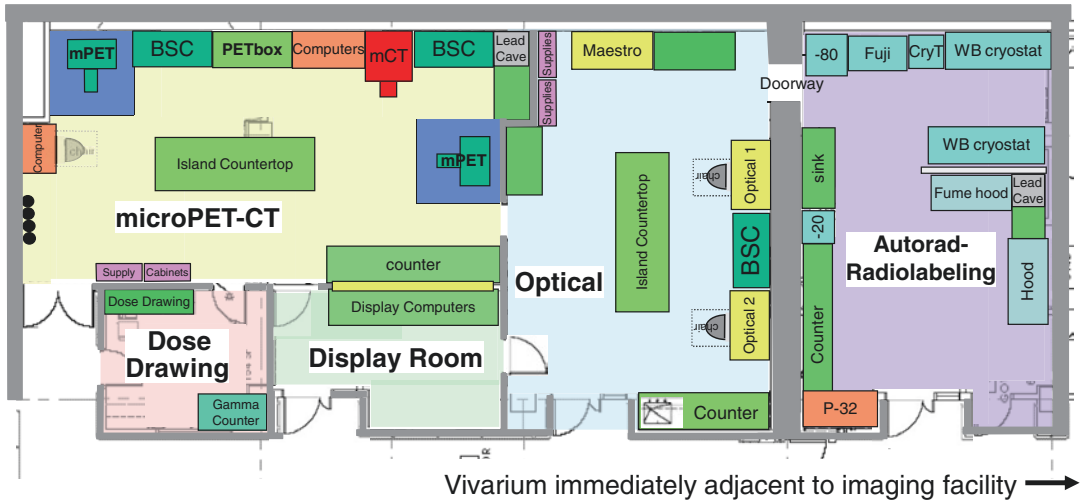 mPET
BSC
PETbox
Computers
mCT
BSC
Lead
Cave
Supplies
Supplies
Maestro
Doorway
-80
Fuji
CryT
WB cryostat
Computer
chair
Island Countertop
mPET
microPET-CT
Supply
Cabinets
counter
Display Computers
Dose Drawing
Dose
Drawing
Gamma
Counter
Display Room
Optical
Island Countertop
chair
Optical 1
BSC
chair
Optical 2
Counter
sink
-20
Counter
P-32
WB cryostat
Fume hood
Lead
Cave
Hood
Autorad-
Radiolabeling
Vivarium immediately adjacent to imaging facility